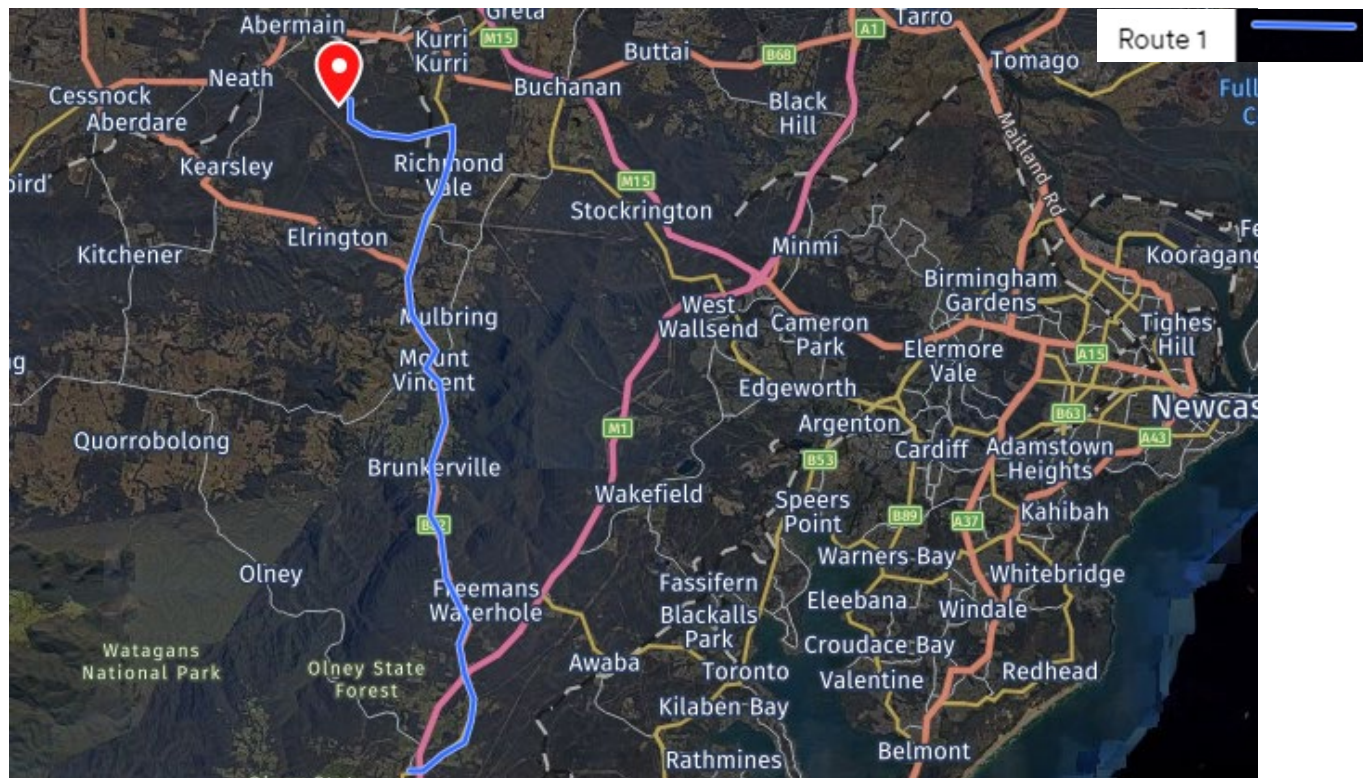 Greta
Tarro
Route 1
Abermain
A1
M15
Kurri
Kurri
Buttai
B68
Tomago
Neath
Buchanan
Cessnock
Black
Hill
Aberdare
Maitland Rd
Kearsley
Richmond
Vale
M15
Stockrington
Elrington
Minmi
Kitchener
Kooragang
Birmingham
Gardens
West
Wallsend
Mulbring
Cameron
Park
Tighes
Hill
Elermore
Vale
A15
Mount
Vincent
Edgeworth
Newcas
B63
M1
Argenton
A43
Quorrobolong
Cardiff
Adamstown
Heights
B53
Brunkerville
Wakefield
Speers
Point
Kahibah
B89
A37
B82
Warners Bay
Olney
Whitebridge
Fassifern
Freemans
Waterhole
Eleebana
Windale
Blackalls
Park
Croudace Bay
Watagans
National Park
Olney State
Forest
Awaba
Toronto
Valentine
Redhead
Kilaben Bay
Belmont
Rathmines